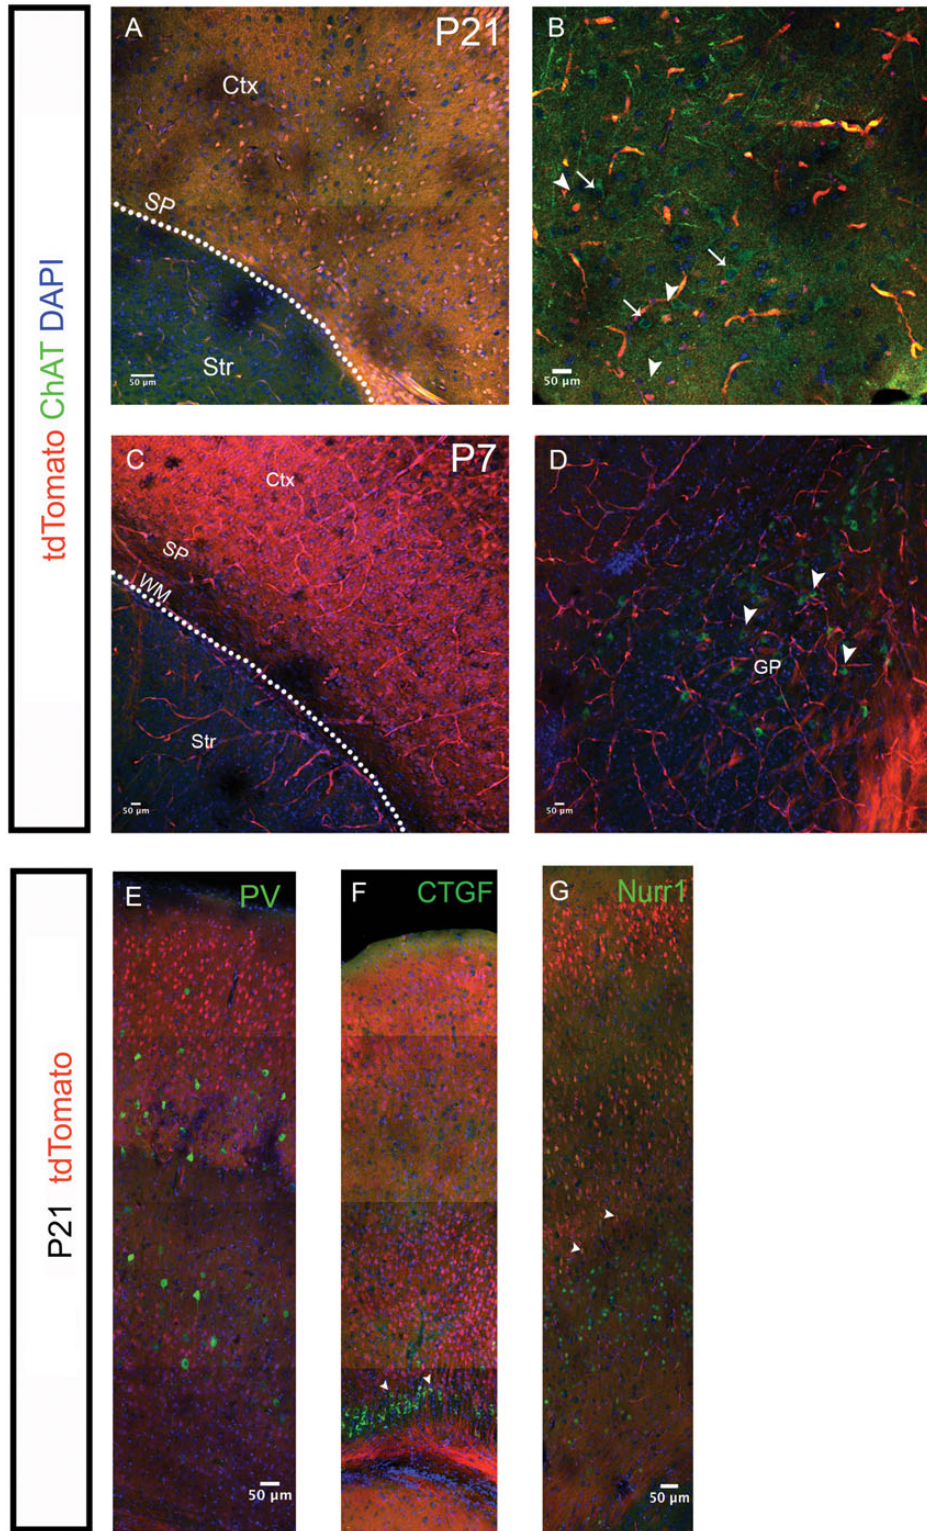 tdTomato ChAT DAPI
A
P21
Ctx
SP
Str
50 µm
B
50 µm
C
P7
Ctx
SP
WM
Str
50 µm
D
GP
50 µm
P21 tdTomato
E
PV
50 µm
F
CTGF
G
Nurr1
50 µm